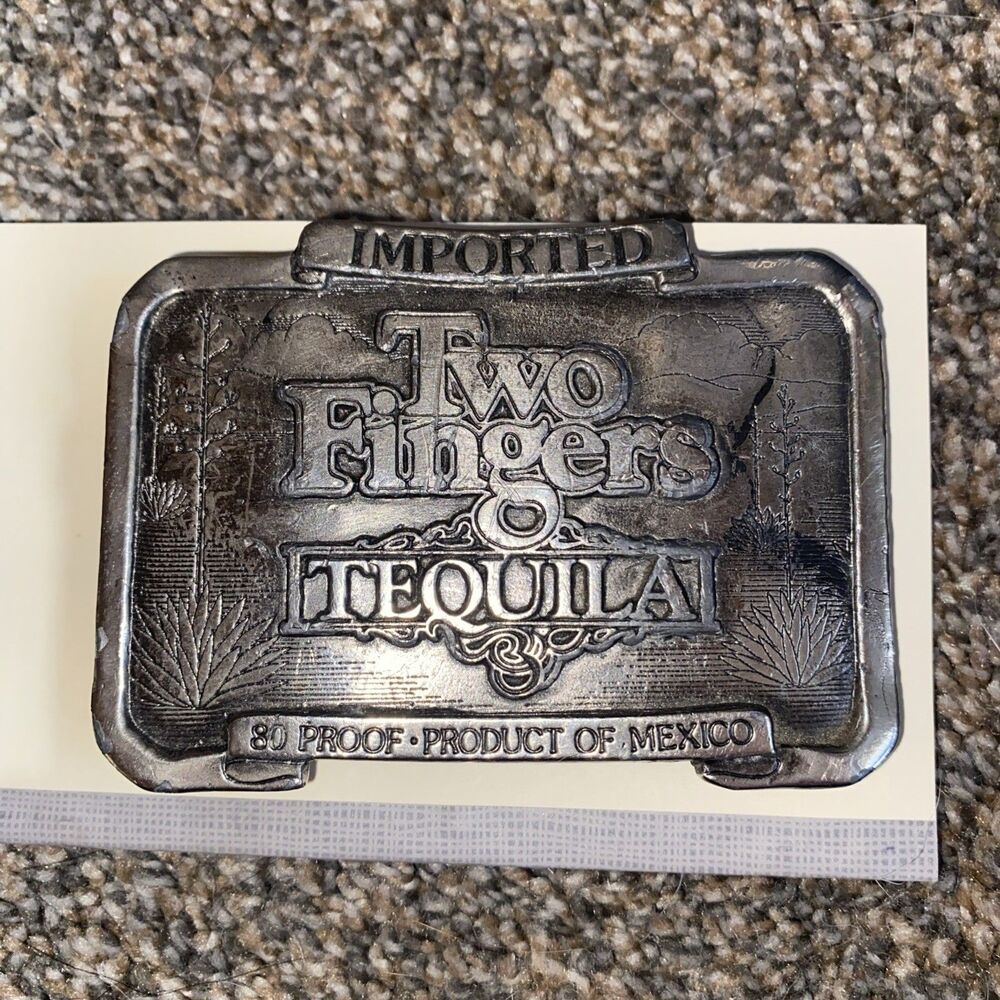 IMPORTED
Two
Fingers
TEQUILA
80 PROOF · PRODUCT OF MEXICO